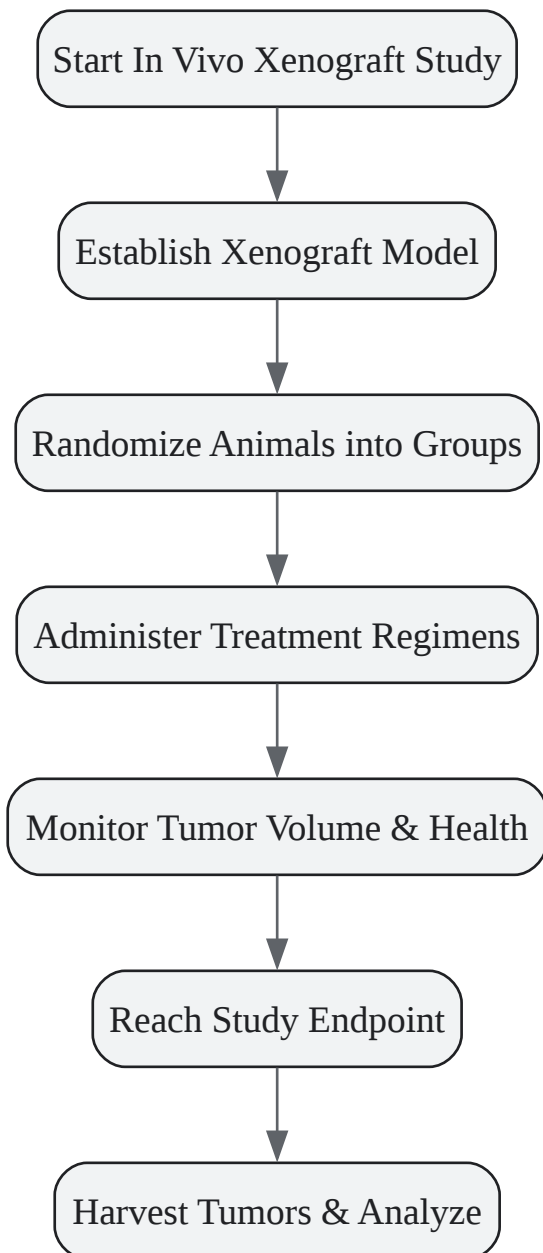 Start In Vivo Xenograft Study
Establish Xenograft Model
Randomize Animals into Groups
Administer Treatment Regimens
Monitor Tumor Volume & Health
Reach Study Endpoint
Harvest Tumors & Analyze